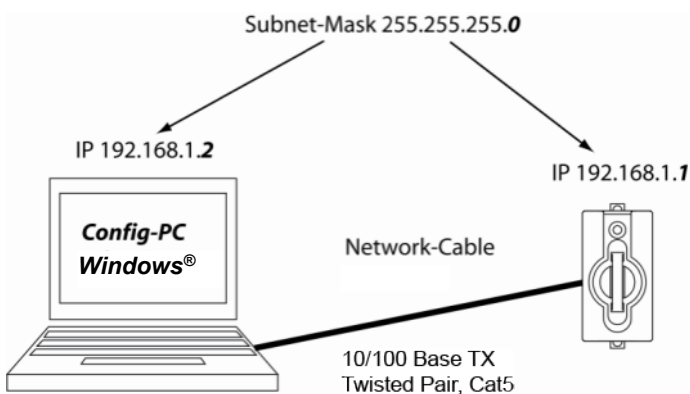 Subnet-Mask 255.255.255.0
IP 192.168.1.2
IP 192.168.1.1
Config-PC
Windows®
Network-Cable
10/100 Base TX
Twisted Pair, Cat5